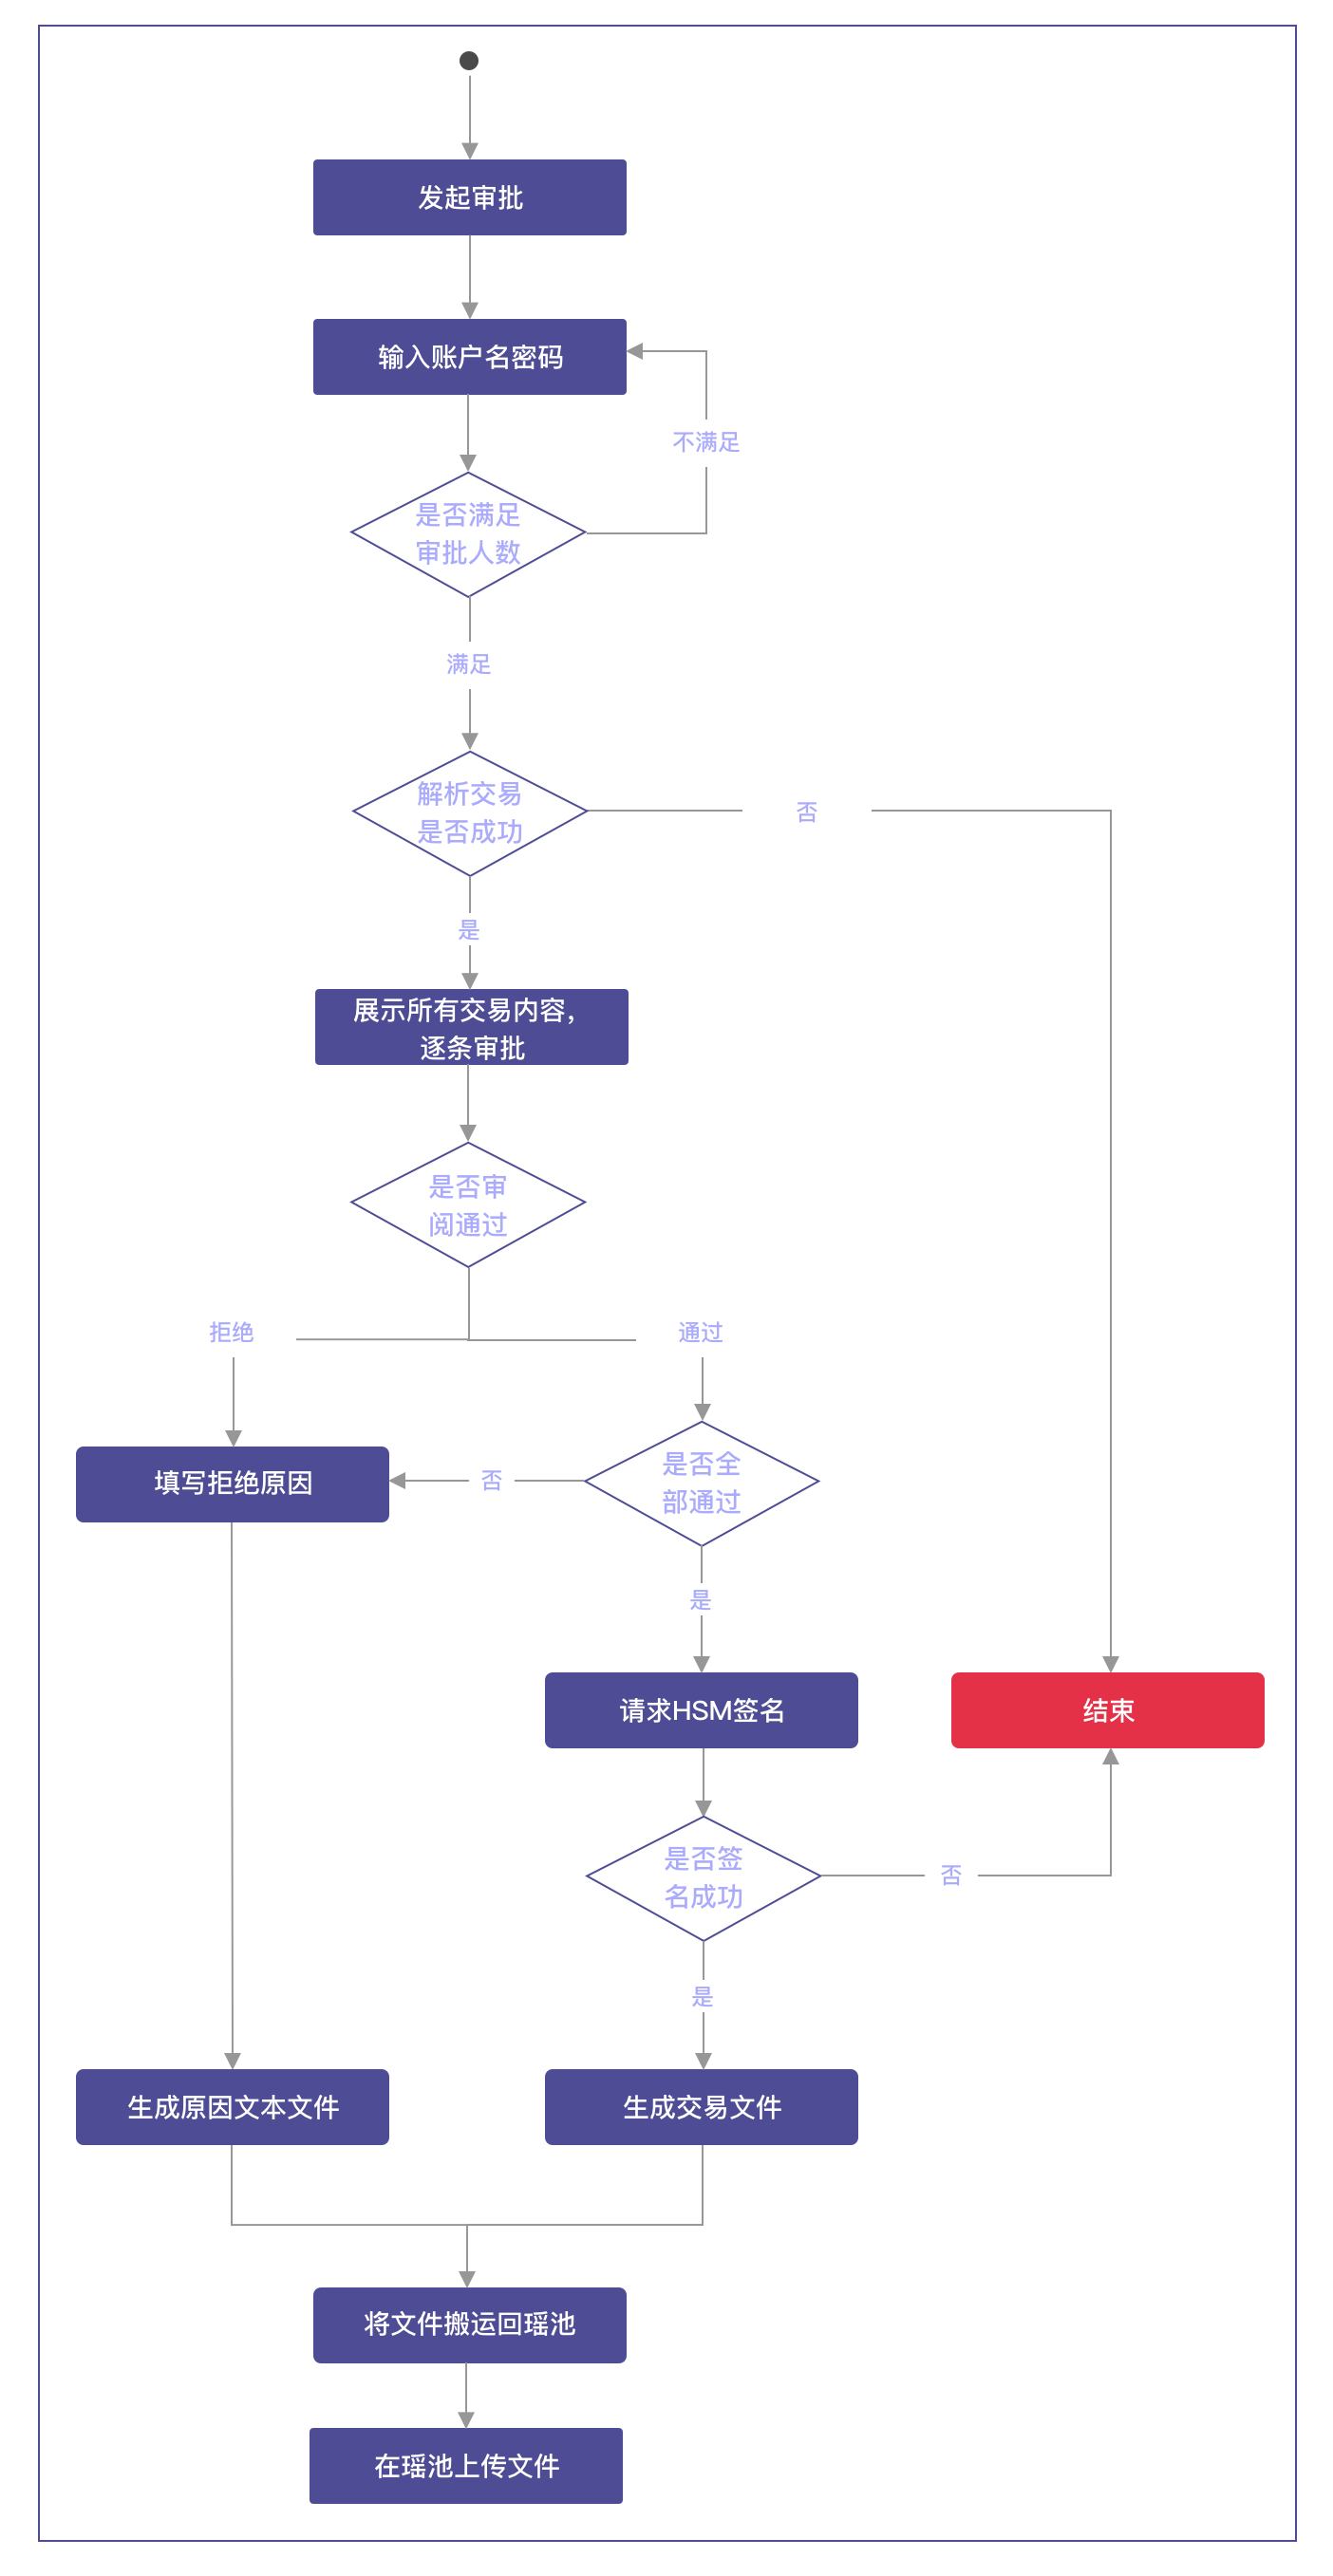 发起审批
输入账户名密码
不满足
是否满足
审批人数
满足
解析交易
是否成功
否
是
展示所有交易内容，
逐条审批
是否审
阅通过
拒绝
通过
填写拒绝原因
否
是否全
部通过
是
请求HSM签名
结束
是否签
名成功
否
是
生成原因文本文件
生成交易文件
将文件搬运回瑶池
在瑶池上传文件